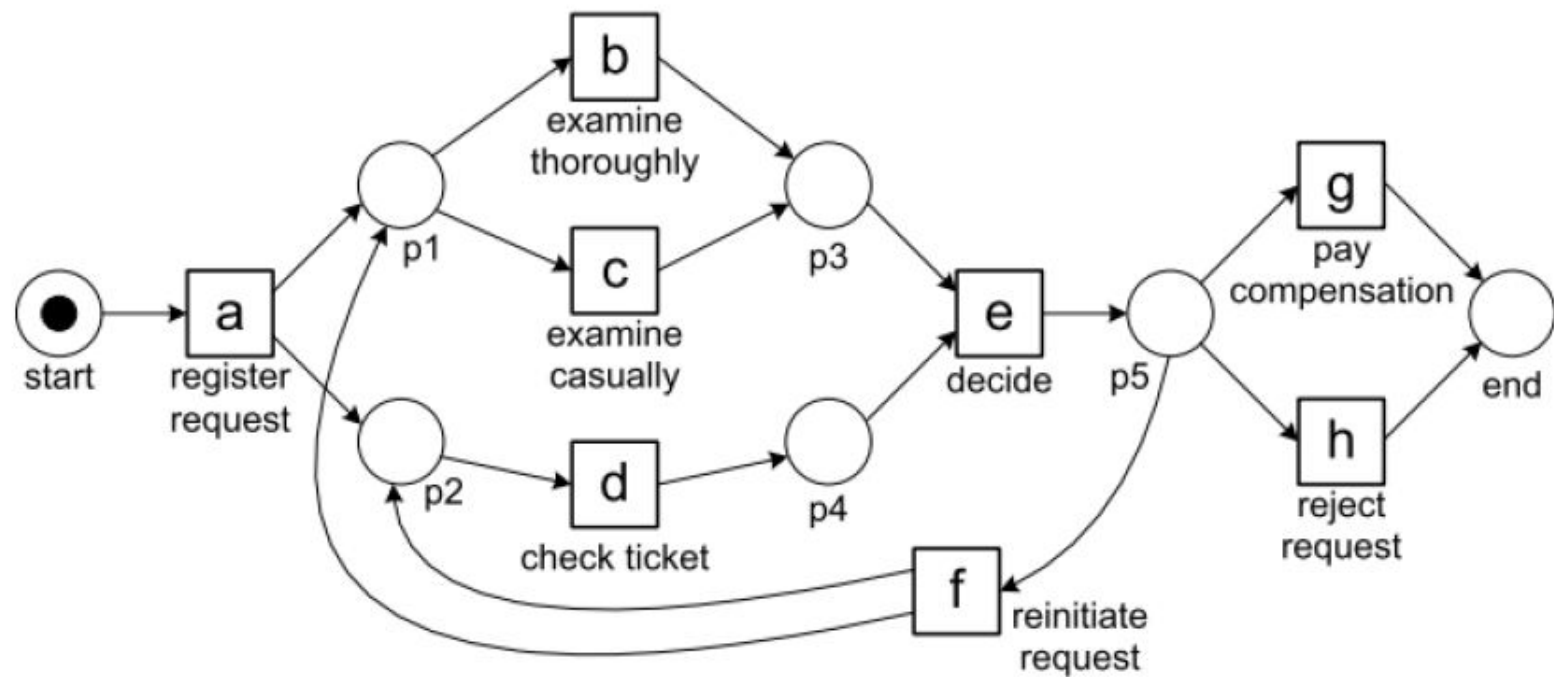 b
examine
thoroughly
p1
p3
g
pay
compensation
a
register
request
start
c
examine
casually
e
decide
p5
end
p2
d
check ticket
p4
h
reject
request
f
reinitiate
request